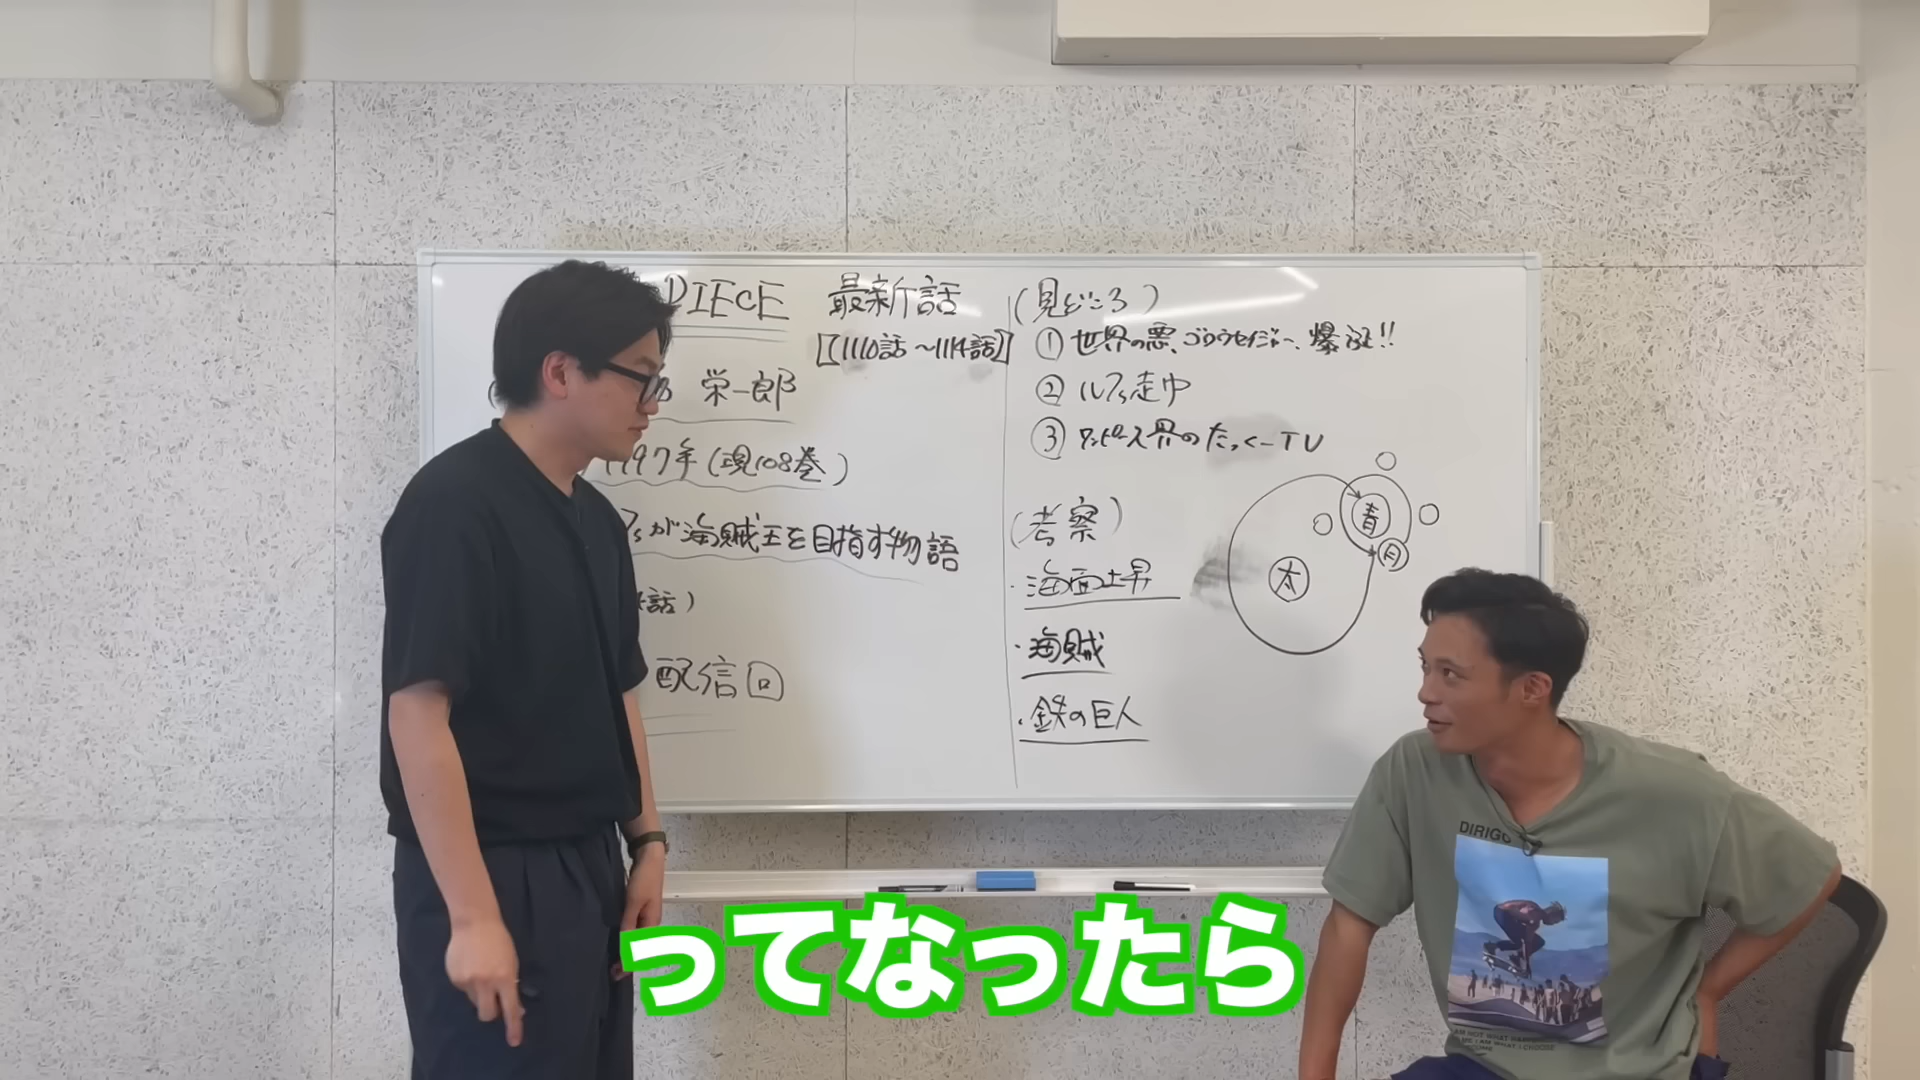 PIECE 最新話
[[1110話～1114話]]
栄一郎
1997年(現108巻)
が海賊王を目指す物語
話)
配信回
(見どころ)
① 世界の悪、ゴロウセイジャー、爆誕!!
② ルフィ走中
③ ワンピース界のたっくーTV
(考察)
・海面上昇
・海賊
・鉄の巨人
青
月
太
DIRIGO
ってなったら